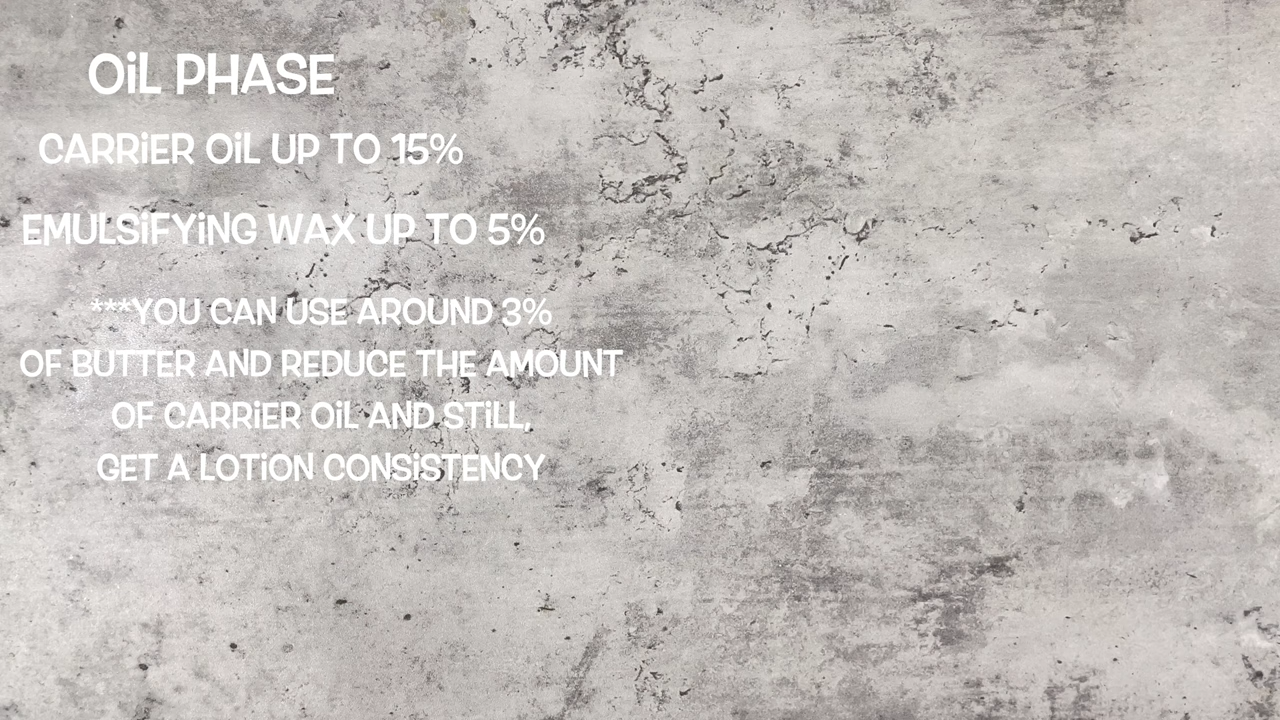 OiL PHASE
CARRiER OiL UP TO 15%
EMULSiFYiNG WAX UP TO 5%
***YOU CAN USE AROUND 3%
OF BUTTER AND REDUCE THE AMOUNT
OF CARRiER OiL AND STiLL,
GET A LOTiON CONSiSTENCY